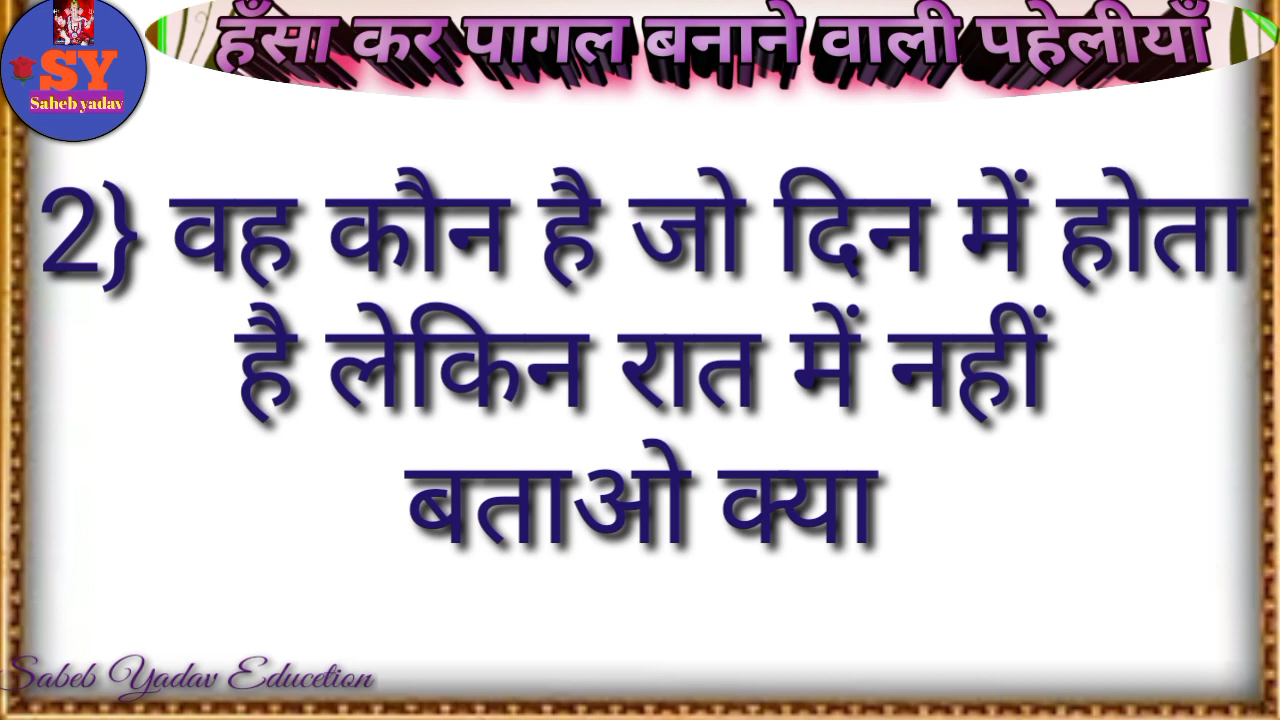 हँसा कर पागल बनाने वाली पहेलीयाँ
SY
Saheb yadav
2} वह कौन है जो दिन में होता
है लेकिन रात में नहीं
बताओ क्या
Sabeb Yadav Educetion